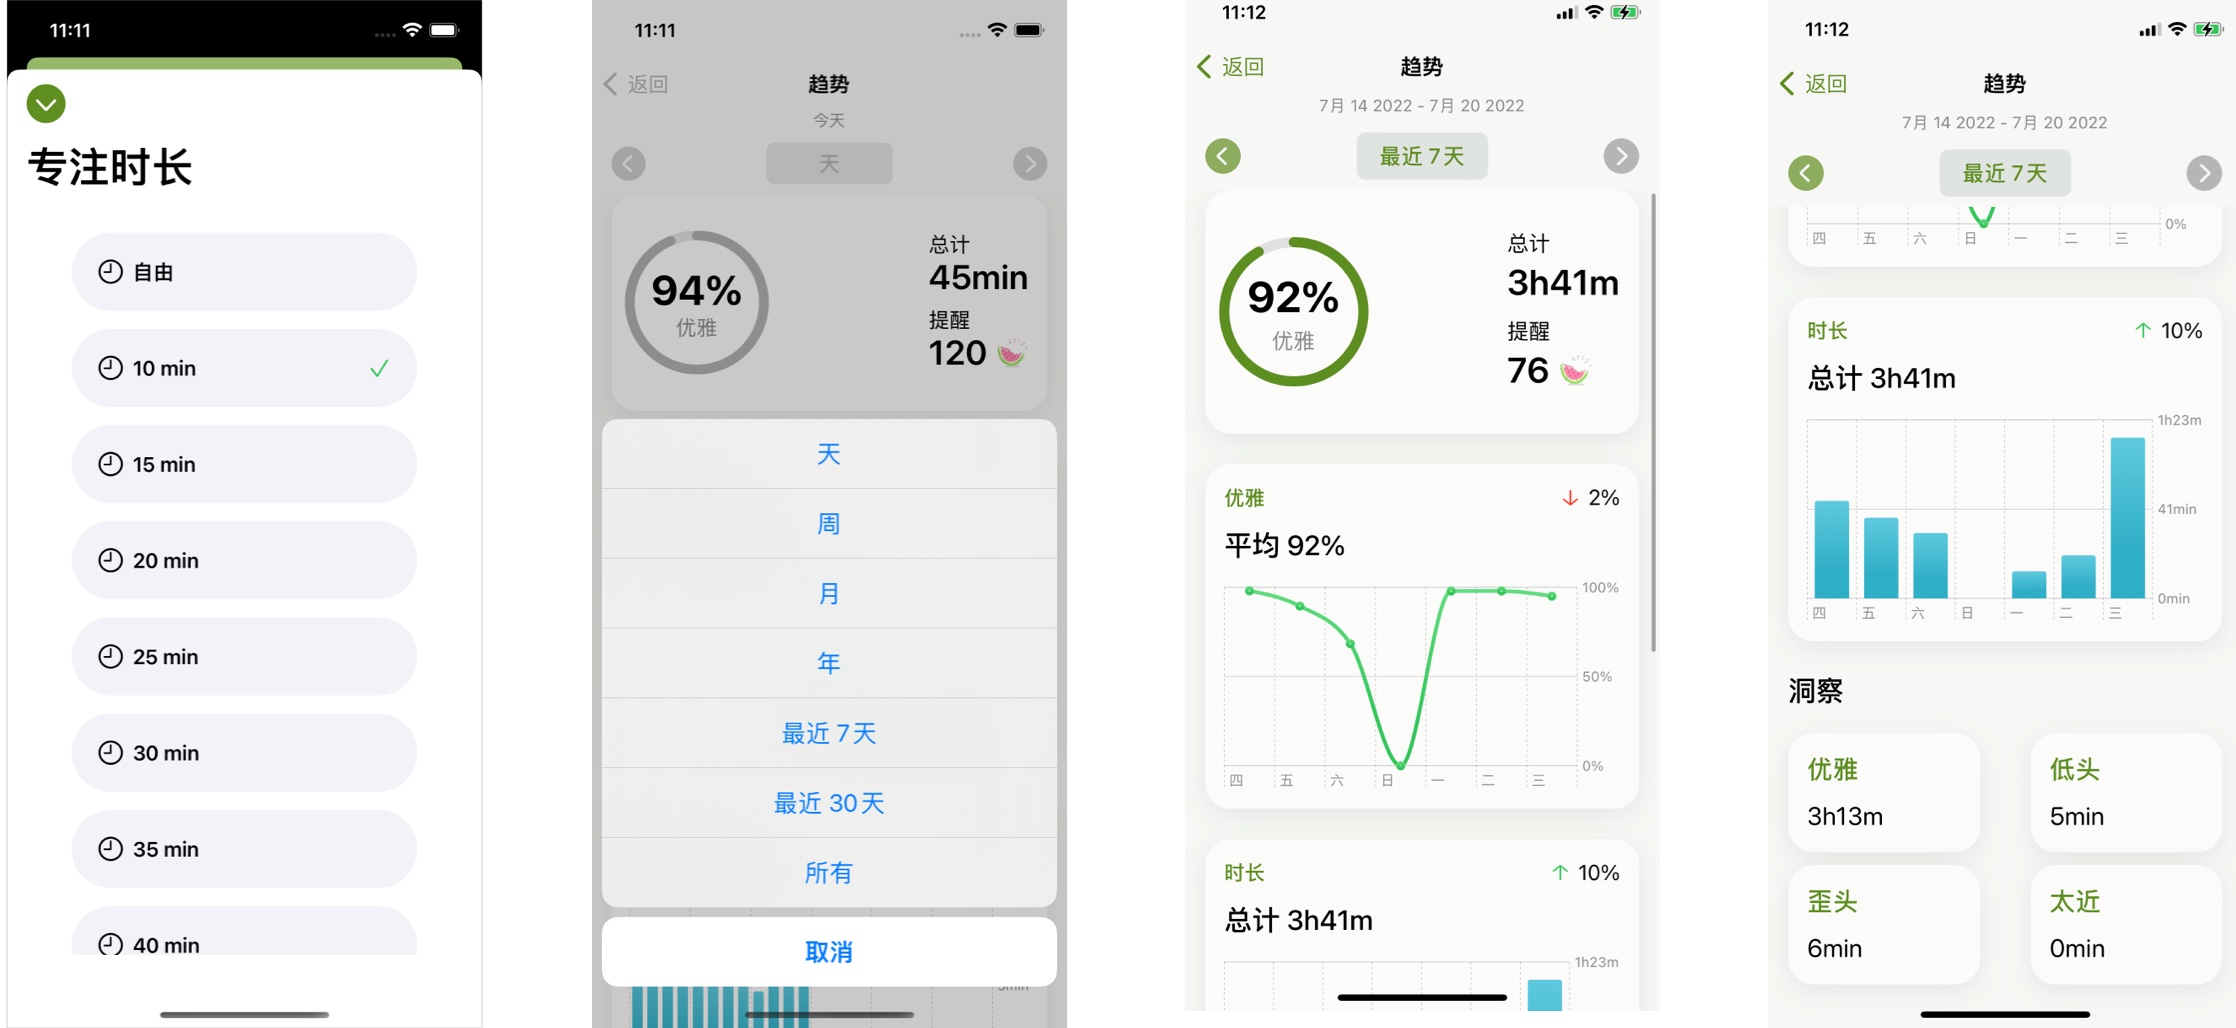 11:11
专注时长
自由
10 min
15 min
20 min
25 min
30 min
35 min
40 min
11:11
返回
趋势
今天
天
94%
优雅
总计
45min
提醒
120
天
周
月
年
最近 7 天
最近 30 天
所有
取消
5min
11:12
返回
趋势
7月 14 2022 - 7月 20 2022
最近 7 天
92%
优雅
总计
3h41m
提醒
76
优雅
2%
平均 92%
100%
50%
0%
四 五 六 日 一 二 三
时长
10%
总计 3h41m
1h23m
11:12
返回
趋势
7月 14 2022 - 7月 20 2022
最近 7 天
0%
四 五 六 日 一 二 三
时长
10%
总计 3h41m
1h23m
41min
0min
四 五 六 日 一 二 三
洞察
优雅
3h13m
低头
5min
歪头
6min
太近
0min